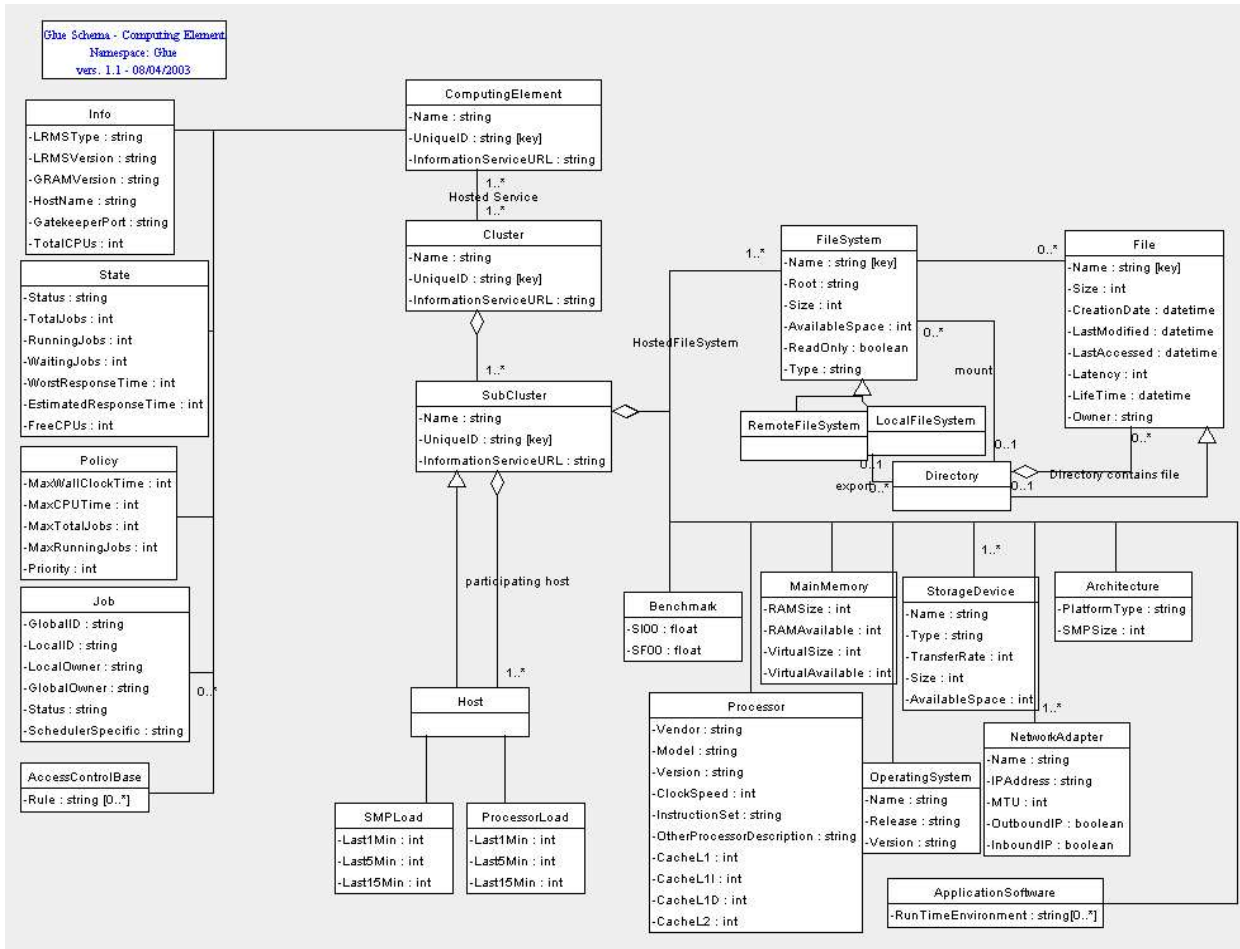 Glue Schema - Computing Element
Namespace: Glue
vers. 1.1 - 08/04/2003
Info
-LRMSType : string
-LRMSVersion : string
-GRAMVersion : string
-HostName : string
-GatekeeperPort : string
-TotalCPUs : int
State
-Status : string
-TotalJobs : int
-RunningJobs : int
-WaitingJobs : int
-WorstResponseTime : int
-EstimatedResponseTime : int
-FreeCPUs : int
Policy
-MaxWallClockTime : int
-MaxCPUTime : int
-MaxTotalJobs : int
-MaxRunningJobs : int
-Priority : int
Job
-GlobalID : string
-LocalID : string
-LocalOwner : string
-GlobalOwner : string
-Status : string
-SchedulerSpecific : string
0..*
AccessControlBase
-Rule : string [0..*]
ComputingElement
-Name : string
-UniqueID : string [key]
-InformationServiceURL : string
1..*
Hosted Service
1..*
Cluster
-Name : string
-UniqueID : string [key]
-InformationServiceURL : string
1..*
SubCluster
-Name : string
-UniqueID : string [key]
-InformationServiceURL : string
participating host
1..*
Host
SMPLoad
-Last1Min : int
-Last5Min : int
-Last15Min : int
ProcessorLoad
-Last1Min : int
-Last5Min : int
-Last15Min : int
1..*
HostedFileSystem
FileSystem
-Name : string [key]
-Root : string
-Size : int
-AvailableSpace : int
-ReadOnly : boolean
-Type : string
0..*
0..*
mount
File
-Name : string [key]
-Size : int
-CreationDate : datetime
-LastModified : datetime
-LastAccessed : datetime
-Latency : int
-LifeTime : datetime
-Owner : string
RemoteFileSystem
LocalFileSystem
0..1
0..*
0..1
export
0..*
Directory
0..1
Directory contains file
Benchmark
-SI00 : float
-SF00 : float
MainMemory
-RAMSize : int
-RAMAvailable : int
-VirtualSize : int
-VirtualAvailable : int
1..*
StorageDevice
-Name : string
-Type : string
-TransferRate : int
-Size : int
-AvailableSpace : int
Architecture
-PlatformType : string
-SMPSize : int
Processor
-Vendor : string
-Model : string
-Version : string
-ClockSpeed : int
-InstructionSet : string
-OtherProcessorDescription : string
-CacheL1 : int
-CacheL1I : int
-CacheL1D : int
-CacheL2 : int
OperatingSystem
-Name : string
-Release : string
-Version : string
1..*
NetworkAdapter
-Name : string
-IPAddress : string
-MTU : int
-OutboundIP : boolean
-InboundIP : boolean
ApplicationSoftware
-RunTimeEnvironment : string[0..*]